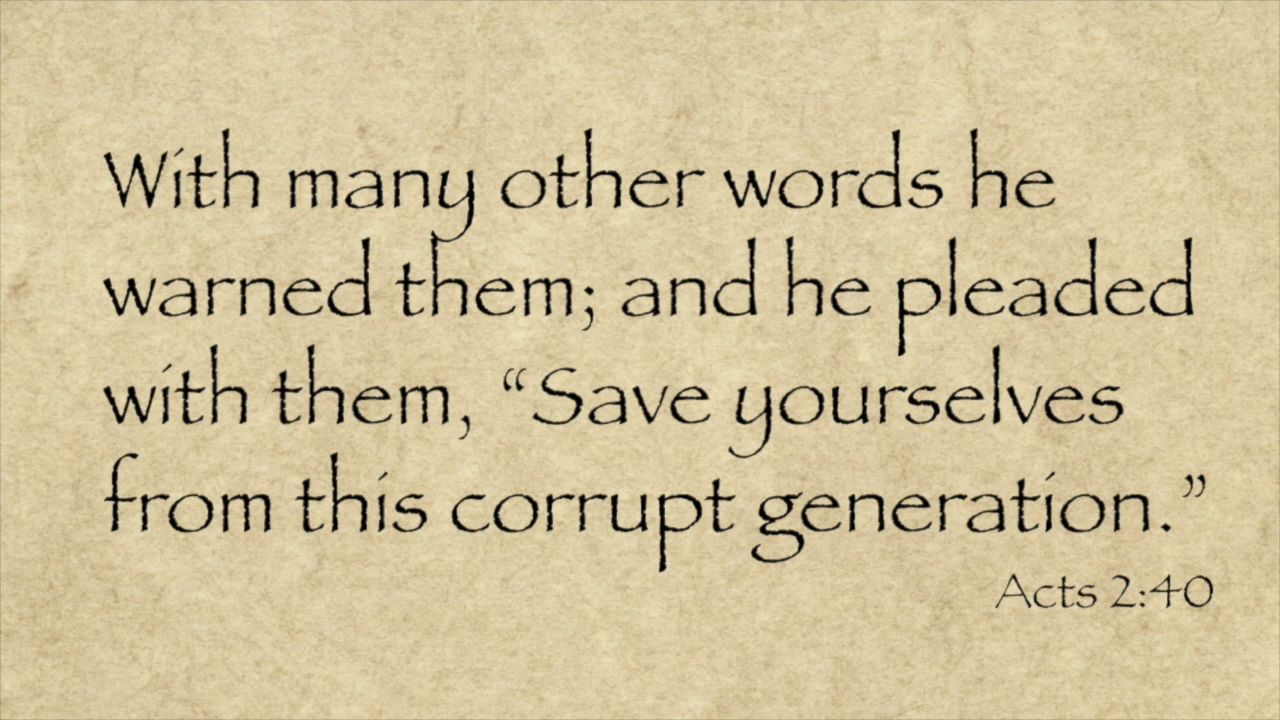 With many other words he
warned them; and he pleaded
with them, “Save yourselves
from this corrupt generation.”
Acts 2:40